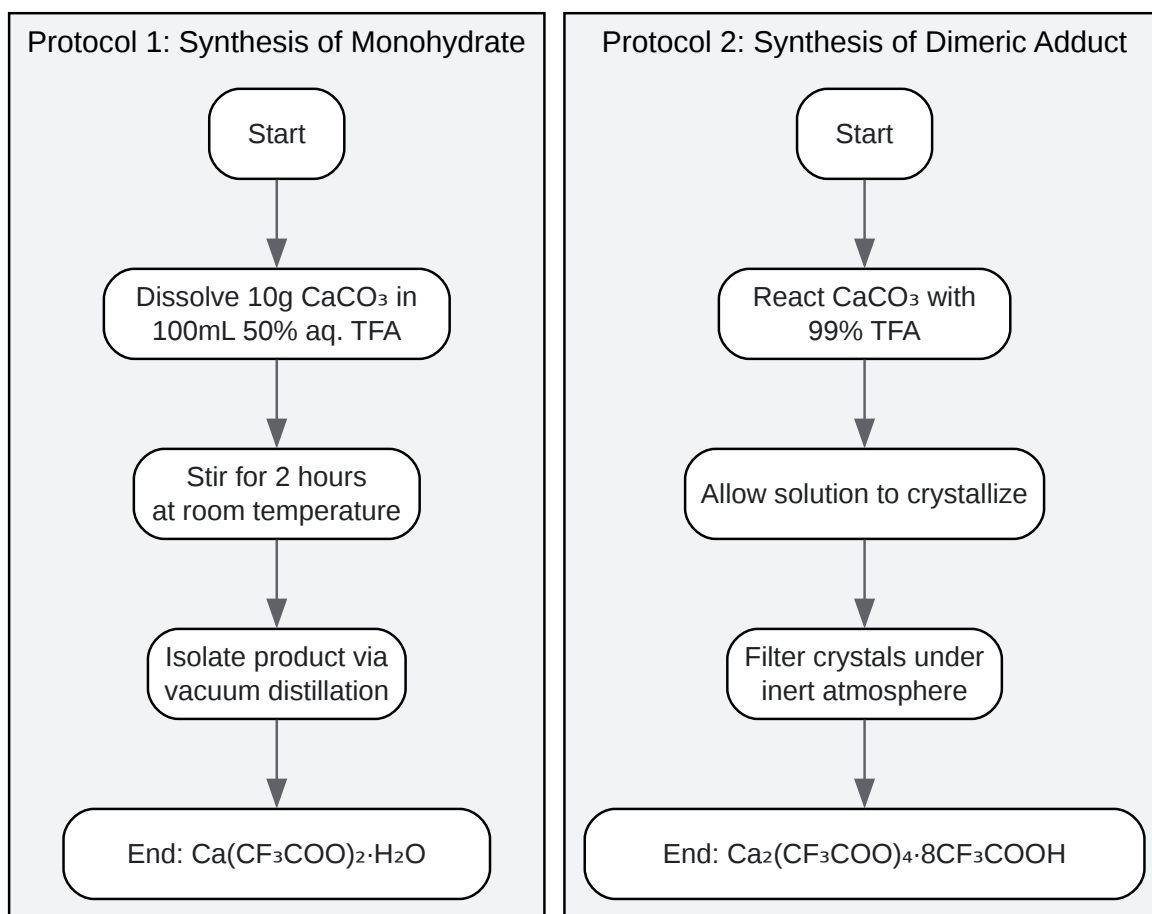 Protocol 1: Synthesis of Monohydrate
Start
Dissolve 10g CaCO₃ in
100mL 50% aq. TFA
Stir for 2 hours
at room temperature
Isolate product via
vacuum distillation
End: Ca(CF₃COO)₂·H₂O
Protocol 2: Synthesis of Dimeric Adduct
Start
React CaCO₃ with
99% TFA
Allow solution to crystallize
Filter crystals under
inert atmosphere
End: Ca₂(CF₃COO)₄·8CF₃COOH